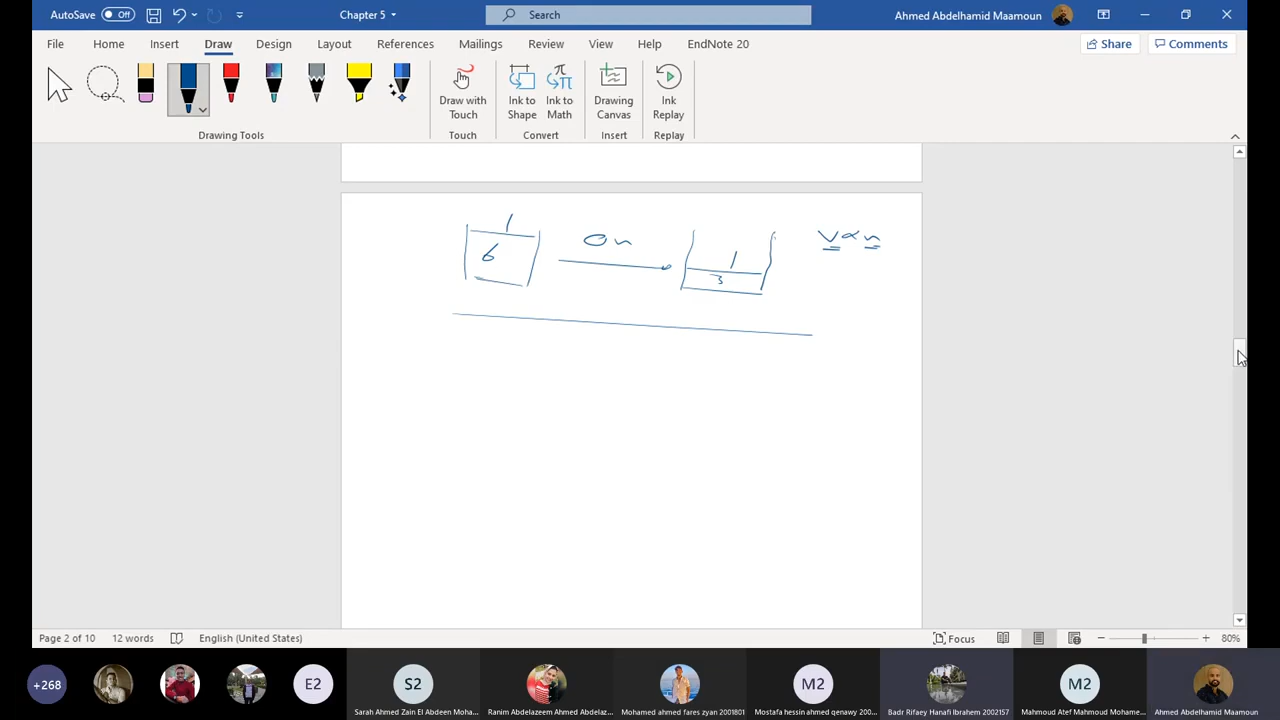 AutoSave Off Chapter 5 Search Ahmed Abdelhamid Maamoun
File Home Insert Draw Design Layout References Mailings Review View Help EndNote 20 Share Comments
Draw with Touch
Ink to Shape
Ink to Math
Drawing Canvas
Ink Replay
Drawing Tools Touch Convert Insert Replay
6
On
3
V∝n
Page 2 of 10 12 words English (United States) Focus 80%
+268 E2 S2 M2 M2
Sarah Ahmed Zain El Abdeen Moha... Ranim Abdelazeem Ahmed Abdelaz... Mohamed ahmed fares zyan 2001801 Mostafa hessin ahmed qenawy 200... Badr Rifaey Hanafi Ibrahem 2002157 Mahmoud Atef Mahmoud Mohame... Ahmed Abdelhamid Maamoun